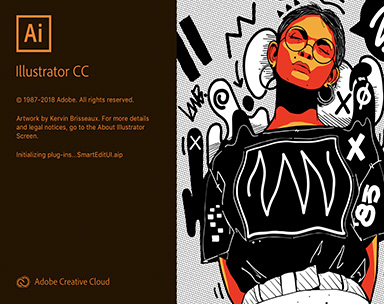 Ai
Illustrator CC
© 1987-2018 Adobe. All rights reserved.
Artwork by Kervin Brisseaux. For more details
and legal notices, go to the About Illustrator
Screen.
Initializing plug-ins...SmartEditUI.aip
Adobe Creative Cloud
X
'85
X